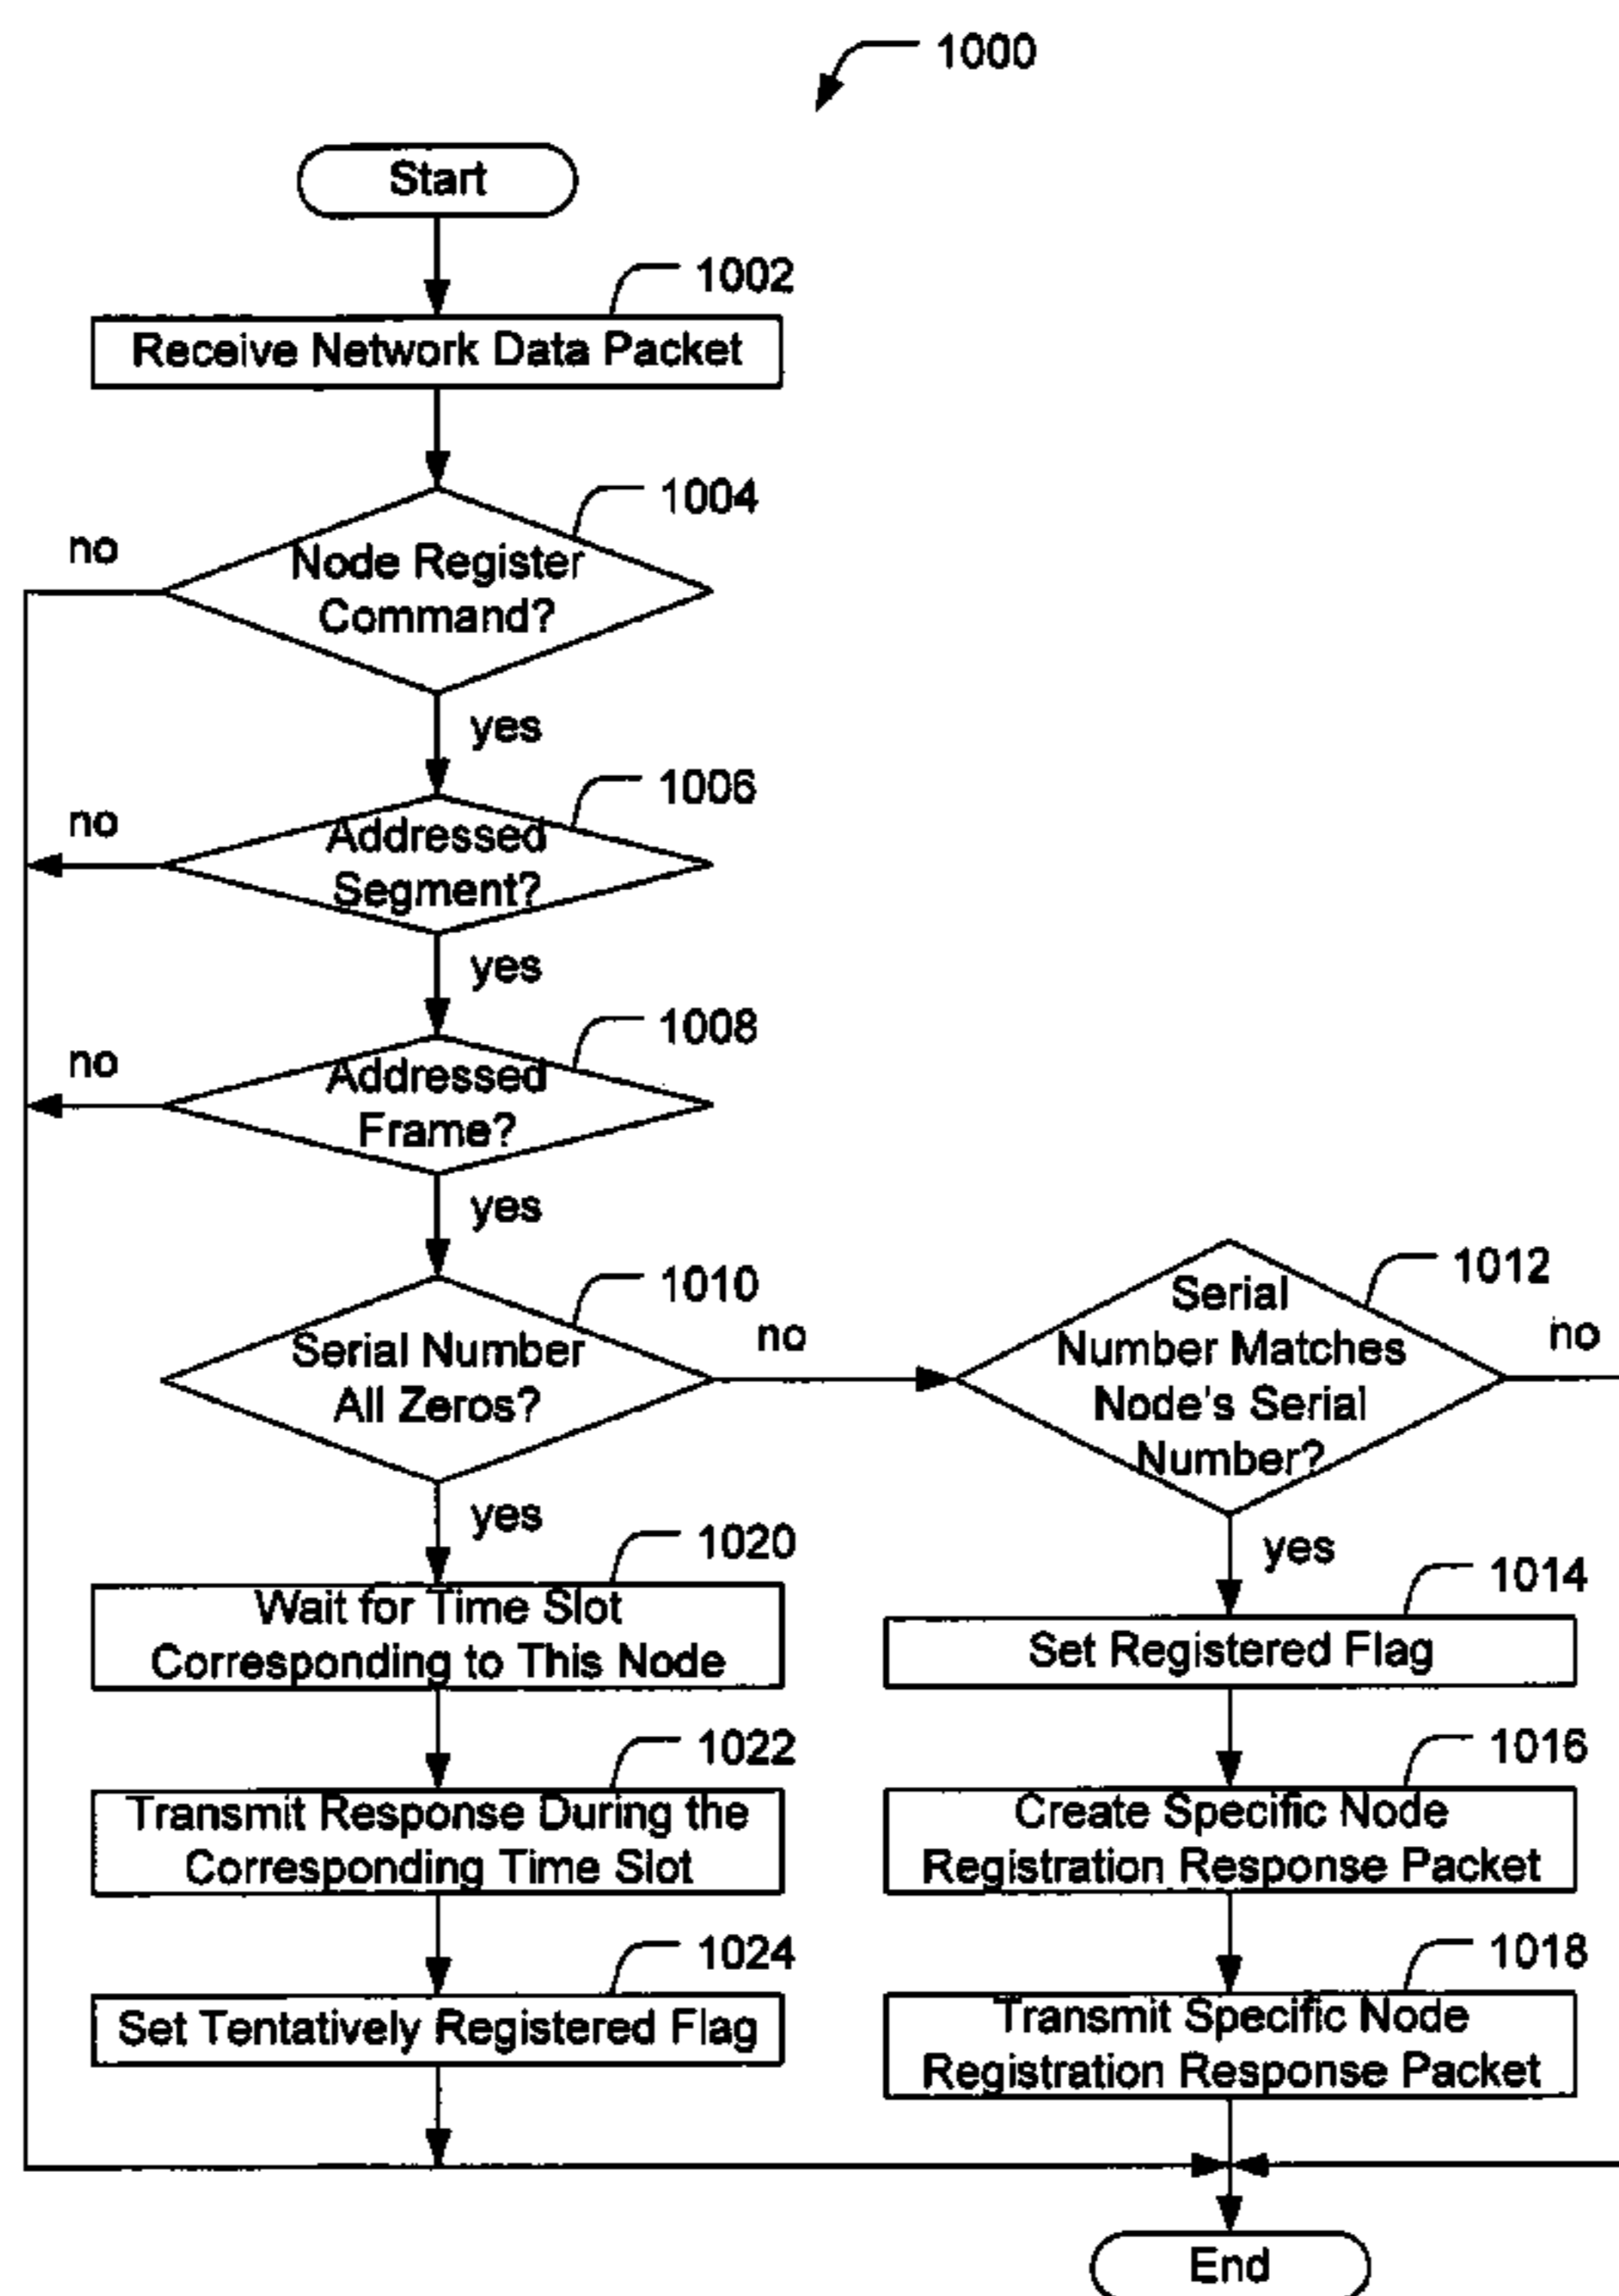 1000
Start
1002
Receive Network Data Packet
1004
no
Node Register
Command?
yes
1006
no
Addressed
Segment?
yes
1008
no
Addressed
Frame?
yes
1010
Serial Number
All Zeros?
no
1012
Serial
Number Matches
Node's Serial
Number?
no
yes
yes
1020
Wait for Time Slot
Corresponding to This Node
1014
Set Registered Flag
1022
Transmit Response During the
Corresponding Time Slot
1016
Create Specific Node
Registration Response Packet
1024
Set Tentatively Registered Flag
1018
Transmit Specific Node
Registration Response Packet
End